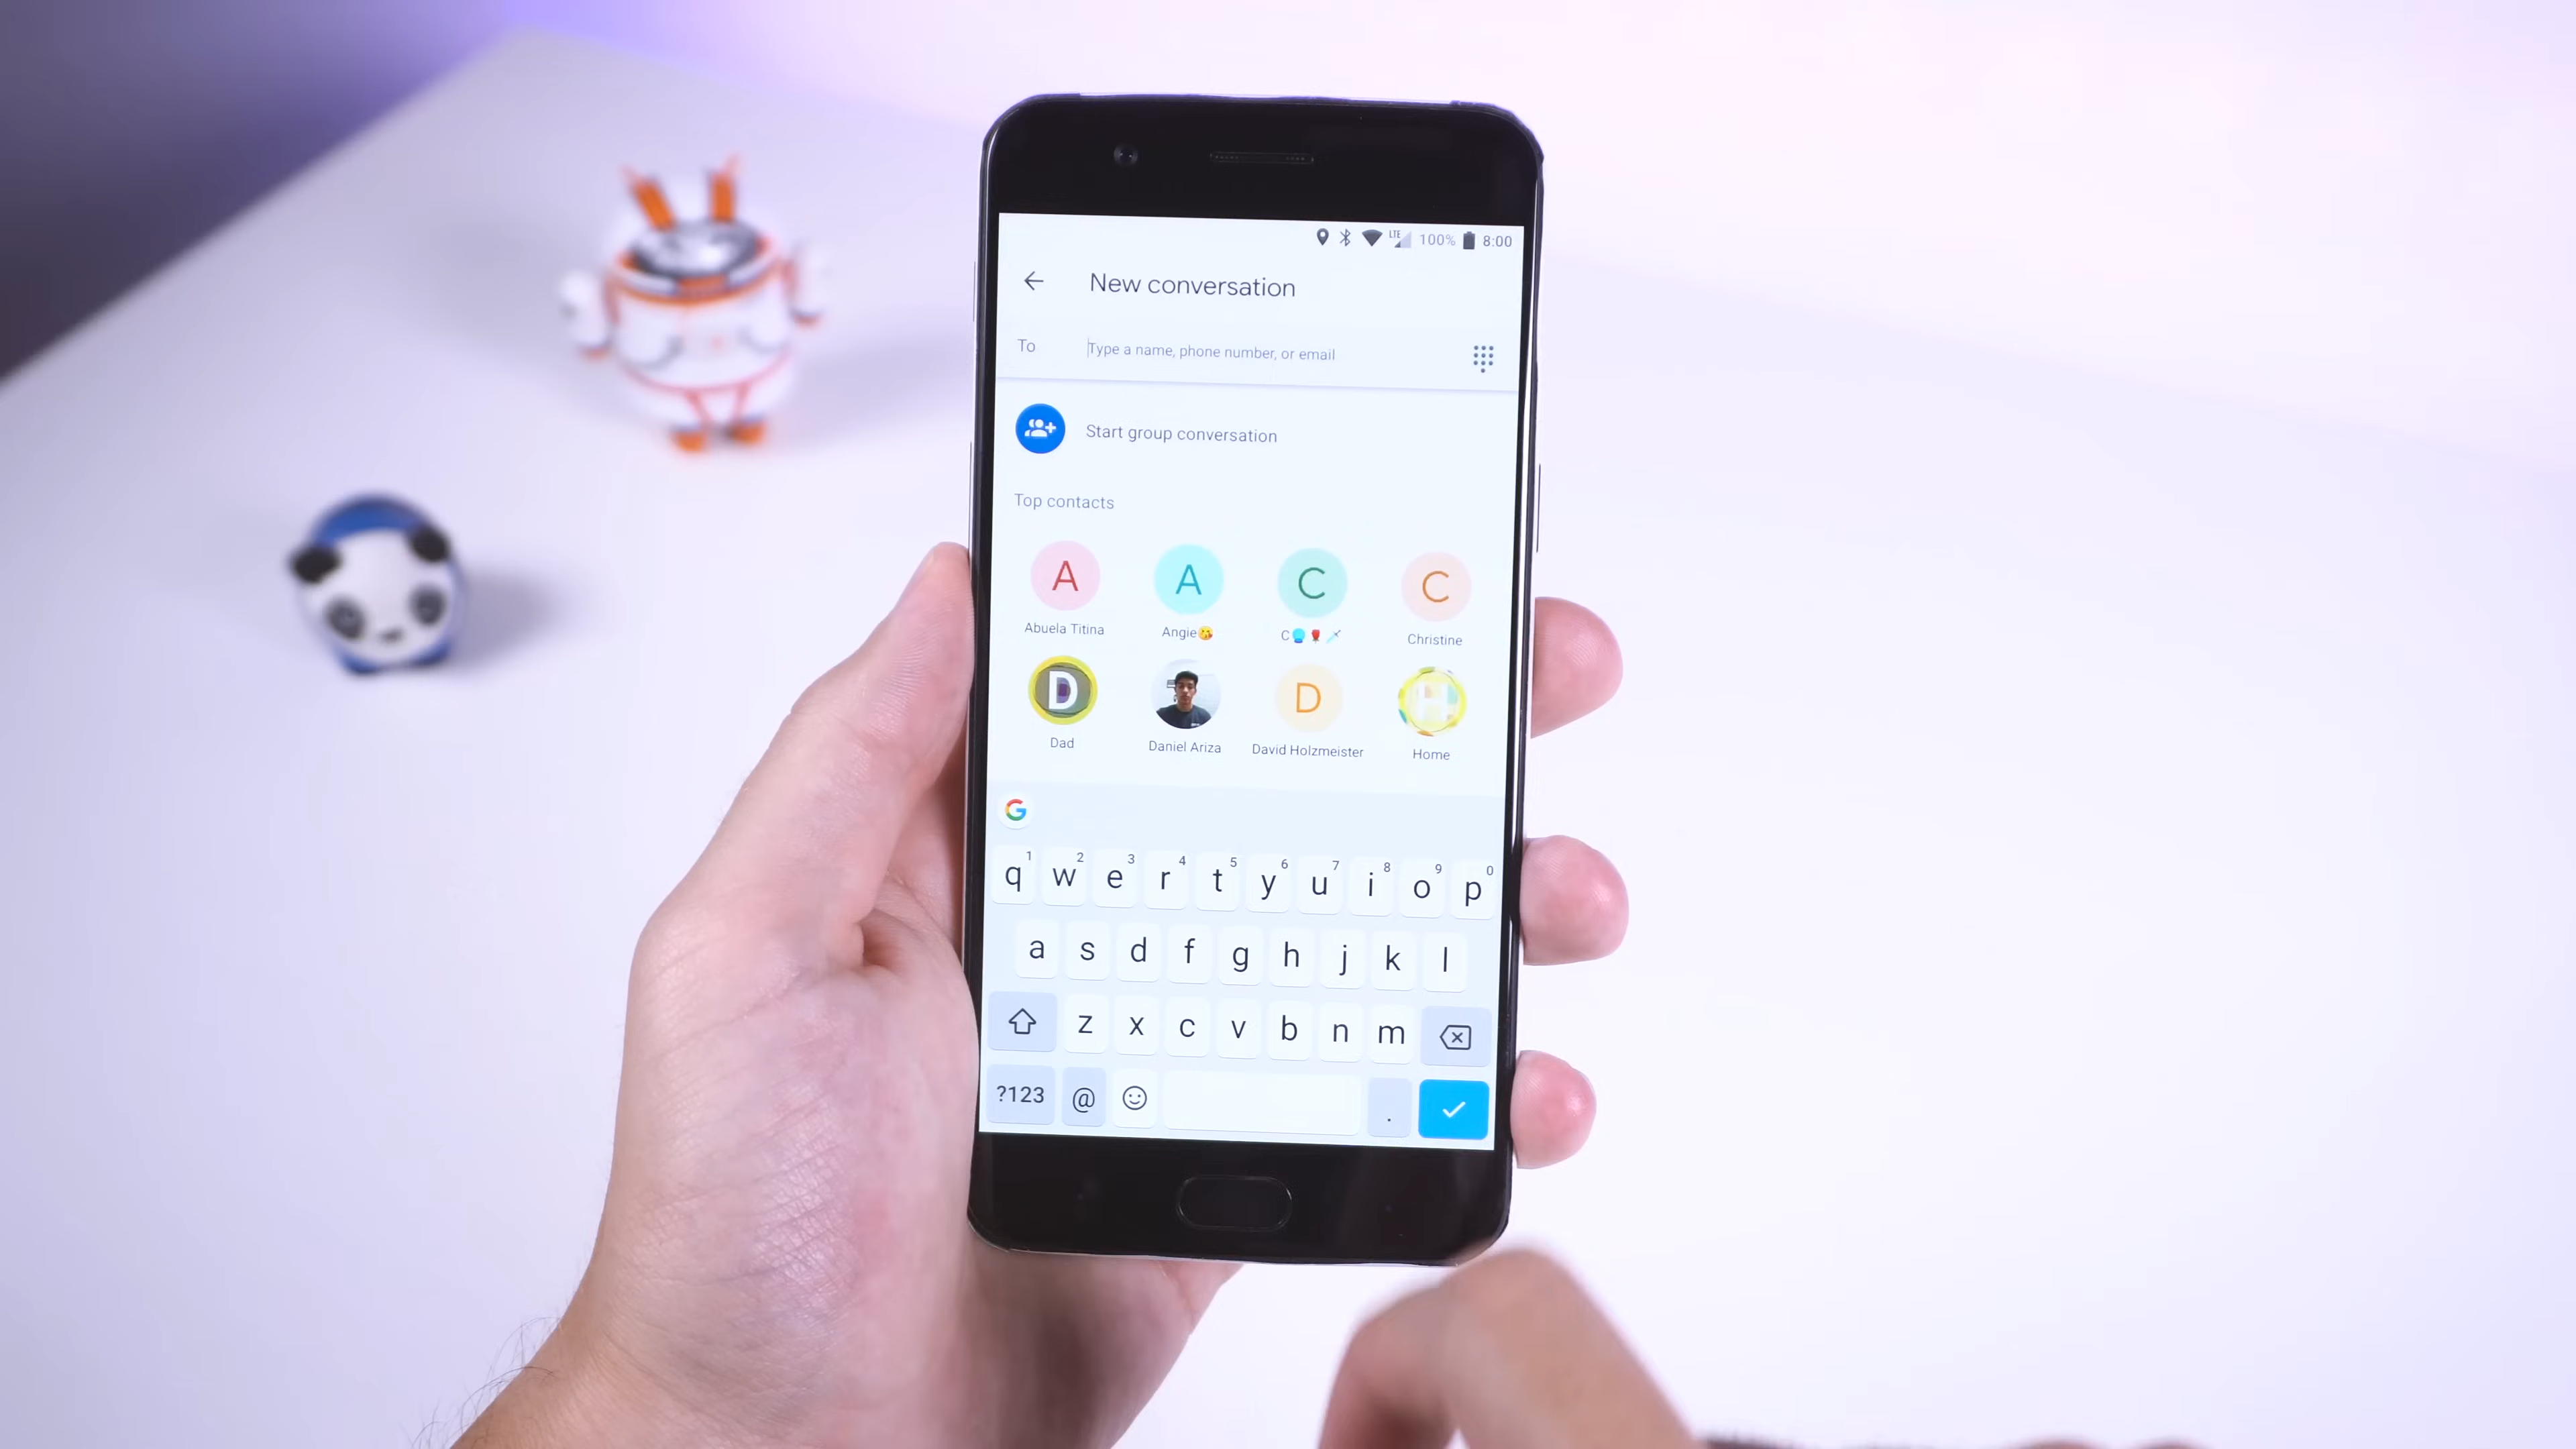 LTE 100% 8:00
New conversation
To Type a name, phone number, or email
Start group conversation
Top contacts
A A C C
Abuela Titina Angie😘 C🥶🌹🗡️ Christine
D D H
Dad Daniel Ariza David Holzmeister Home
G
1 2 3 4 5 6 7 8 9 0
q w e r t y u i o p
a s d f g h j k l
z x c v b n m
?123 @ .